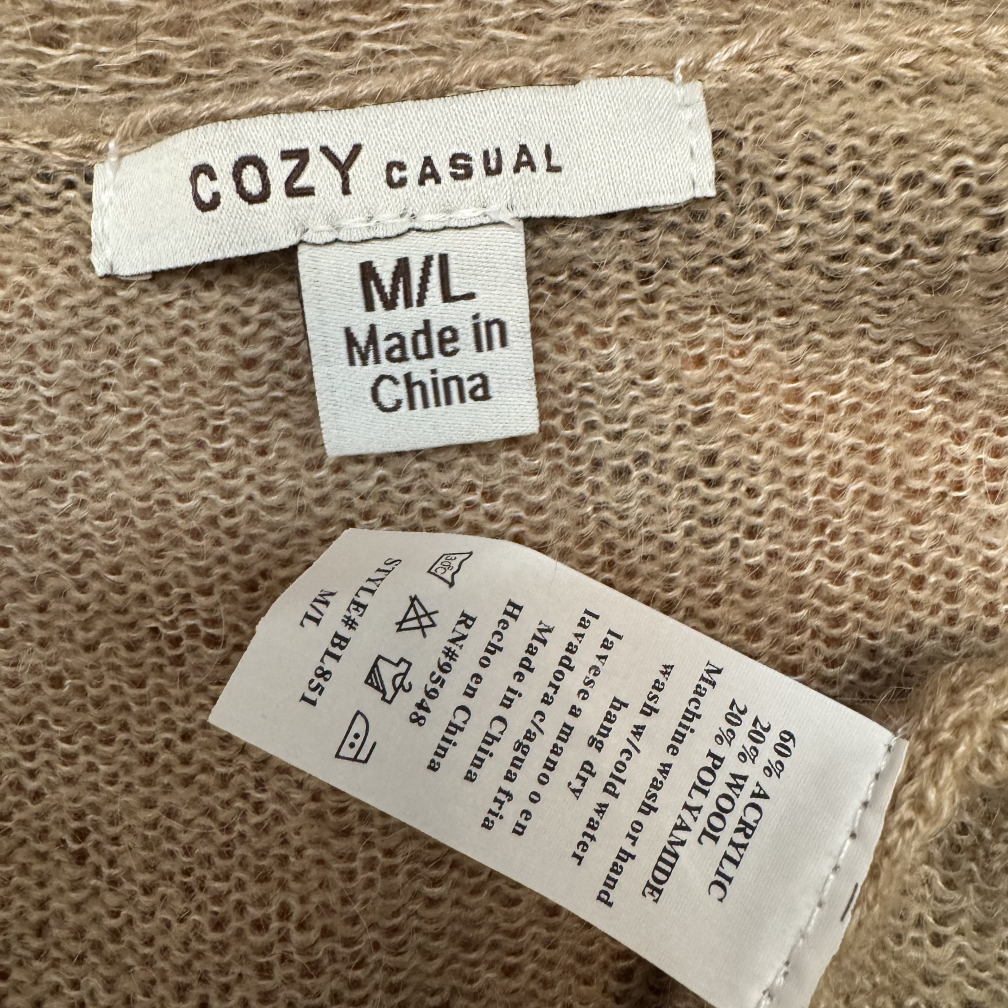 COZY CASUAL
M/L
Made in
China
60% ACRYLIC
20% WOOL
20% POLYAMIDE
Machine wash or hand
wash w/cold water
hang dry
lavese a mano o en
lavadora c/agua fria
Made in China
Hecho en China
RN#95948
30C
STYLE# BL851
M/L